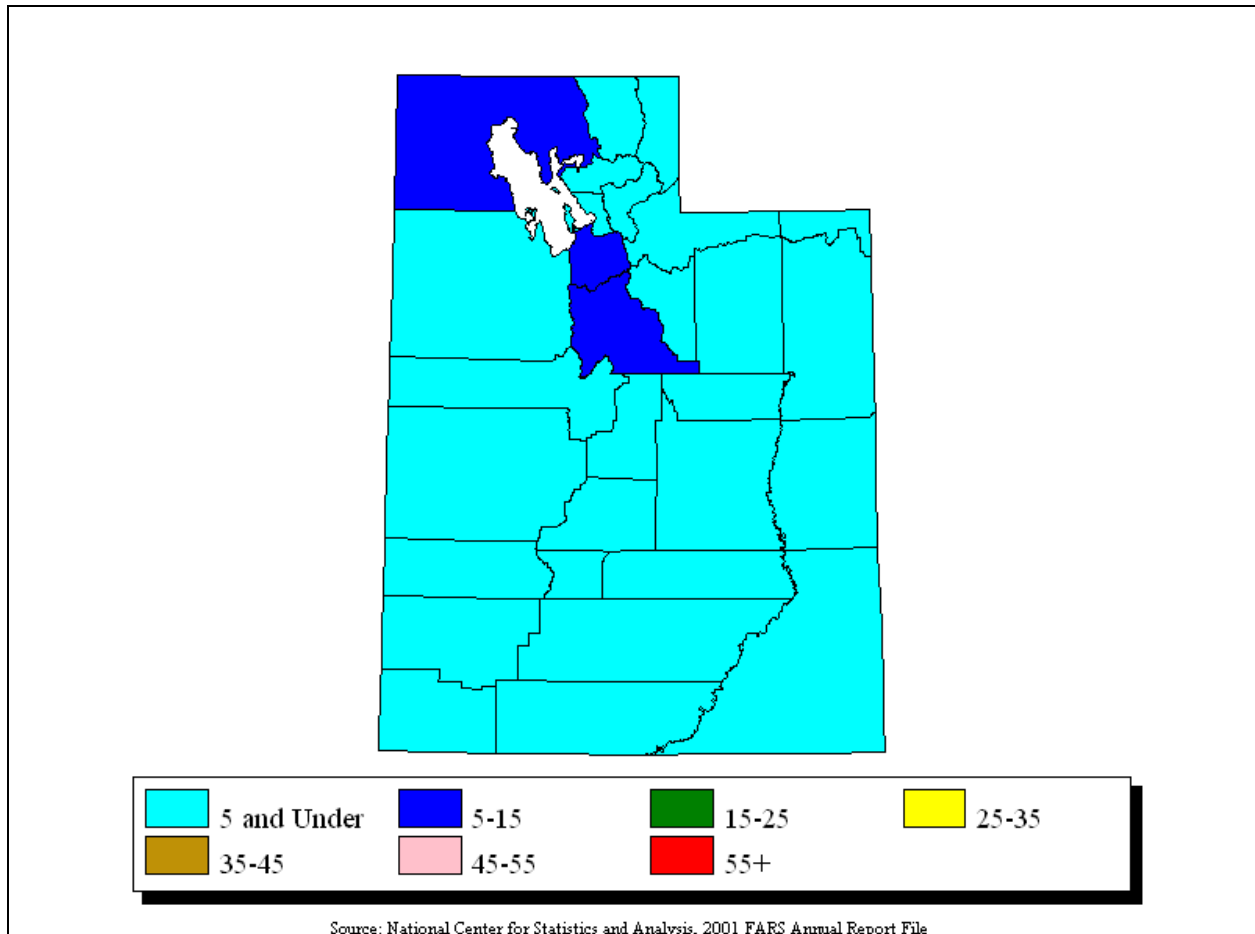 5 and Under 5-15 15-25 25-35
35-45 45-55 55+
Source: National Center for Statistics and Analysis, 2001 FARS Annual Report File